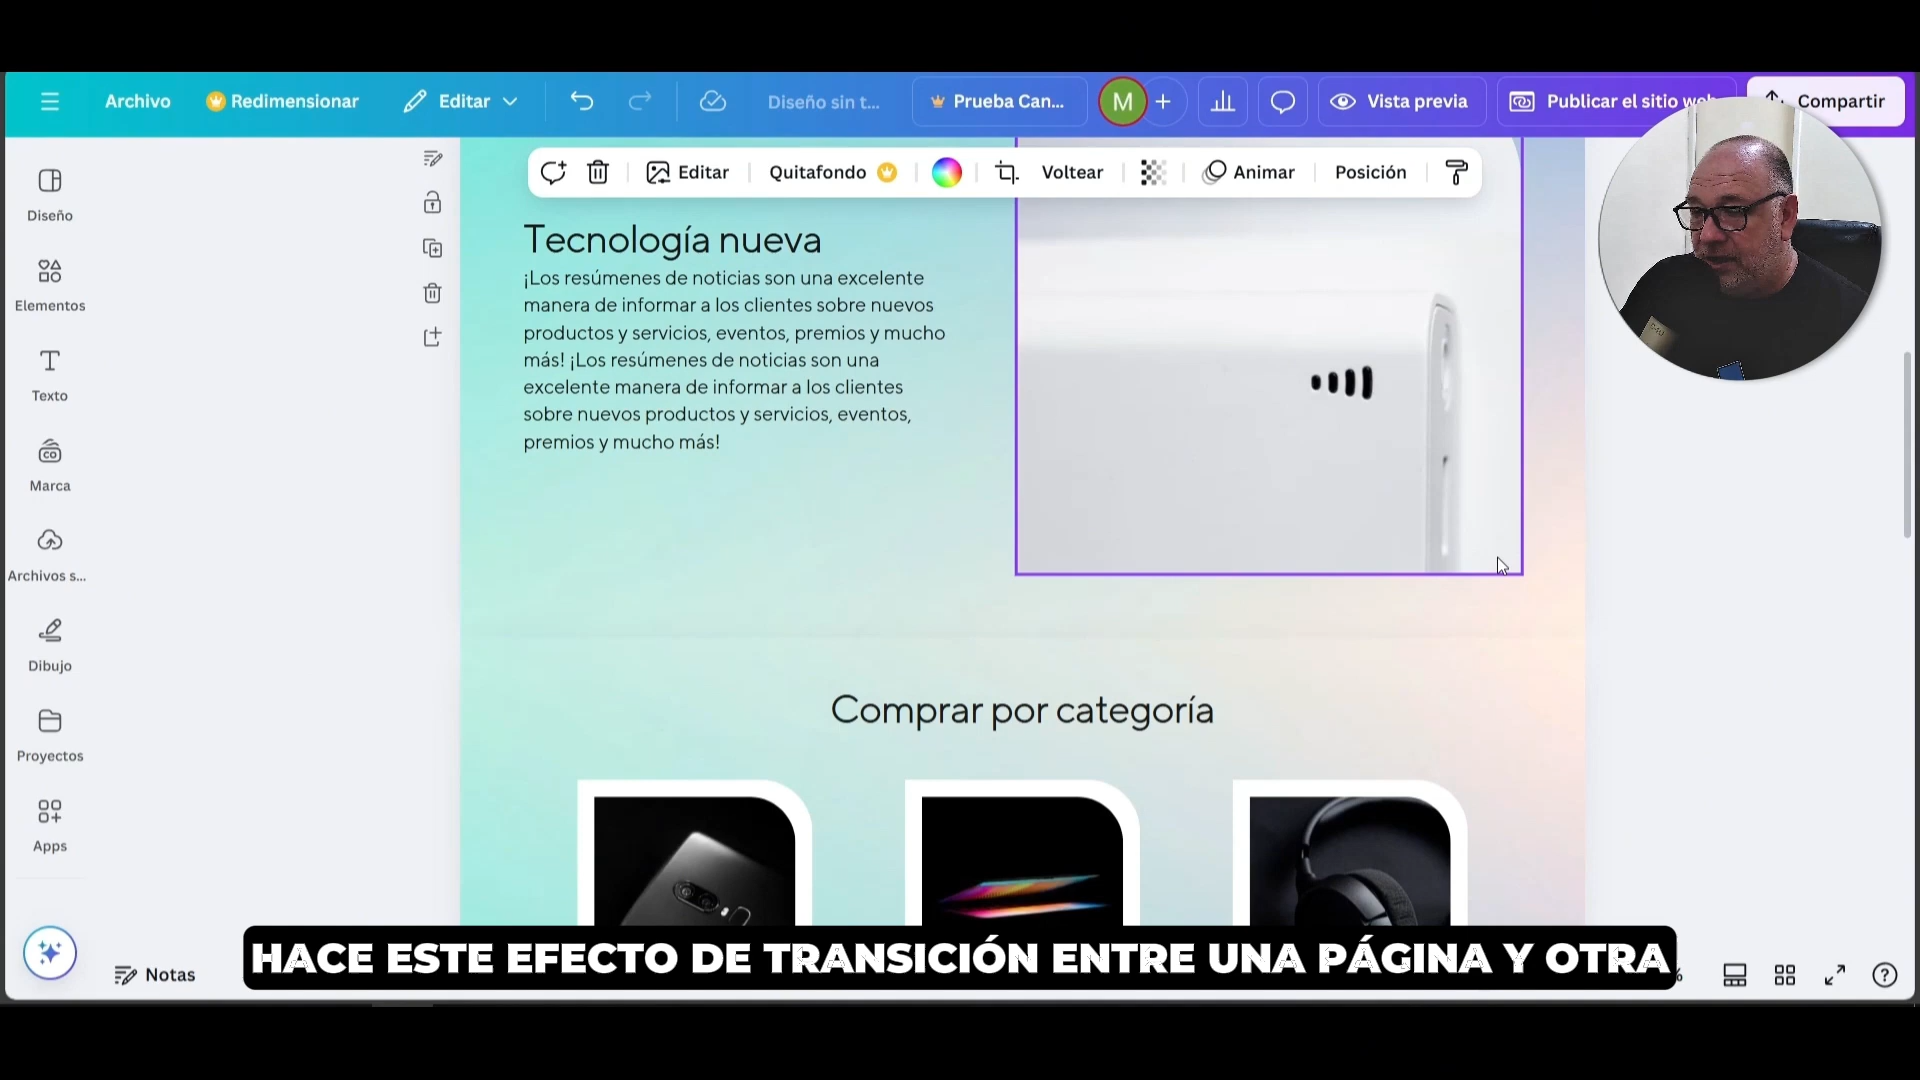 Archivo
Redimensionar
Editar
Diseño sin t...
Prueba Can...
M
Vista previa
Publicar el sitio web
Compartir
Editar
Quitafondo
Voltear
Animar
Posición
Diseño
Elementos
Texto
Marca
Archivos s...
Dibujo
Proyectos
Apps
Tecnología nueva
¡Los resúmenes de noticias son una excelente
manera de informar a los clientes sobre nuevos
productos y servicios, eventos, premios y mucho
más! ¡Los resúmenes de noticias son una
excelente manera de informar a los clientes
sobre nuevos productos y servicios, eventos,
premios y mucho más!
Comprar por categoría
HACE ESTE EFECTO DE TRANSICIÓN ENTRE UNA PÁGINA Y OTRA
Notas